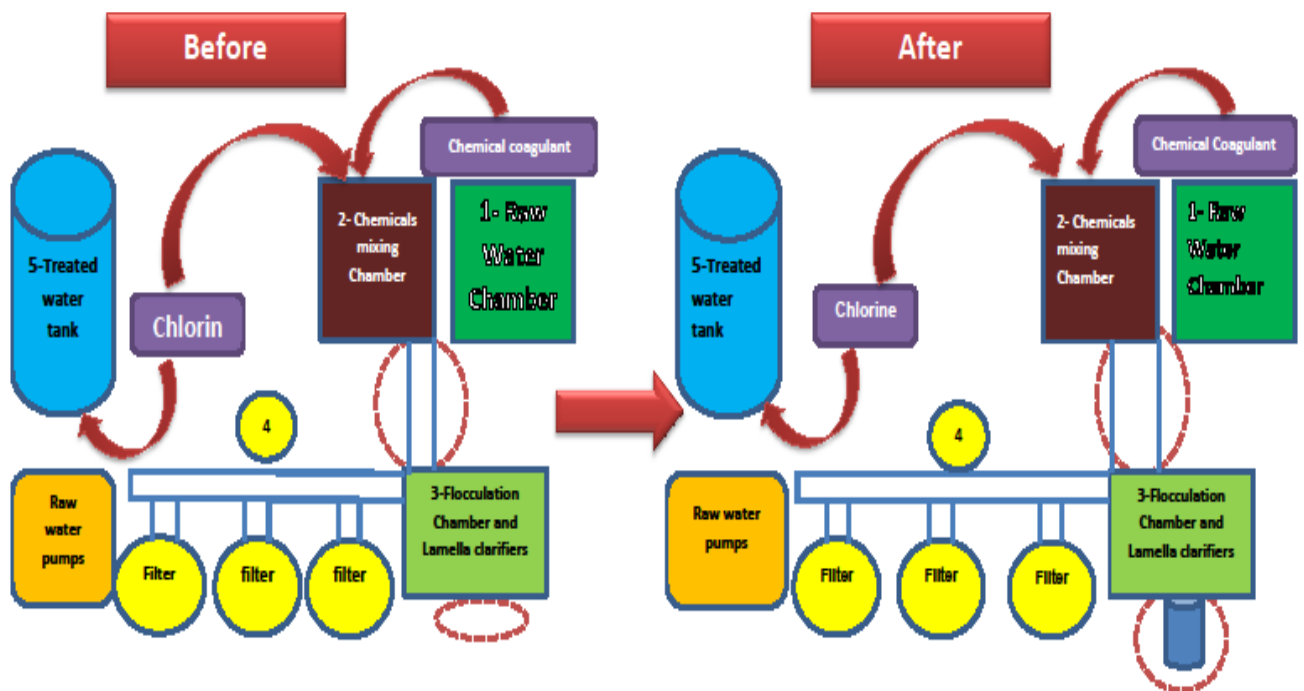 Before
After
Chemical coagulant
2- Chemicals
mixing
Chamber
1- Raw
Water
Chamber
5-Treated
water
tank
Chlorin
4
Raw
water
pumps
Filter
filter
filter
3-Flocculation
Chamber and
Lamella clarifiers
Chemical Coagulant
2- Chemicals
mixing
Chamber
1- Raw
Water
Chamber
5-Treated
water
tank
Chlorine
4
Raw water
pumps
Filter
Filter
Filter
3-Flocculation
Chamber and
Lamella clarifiers